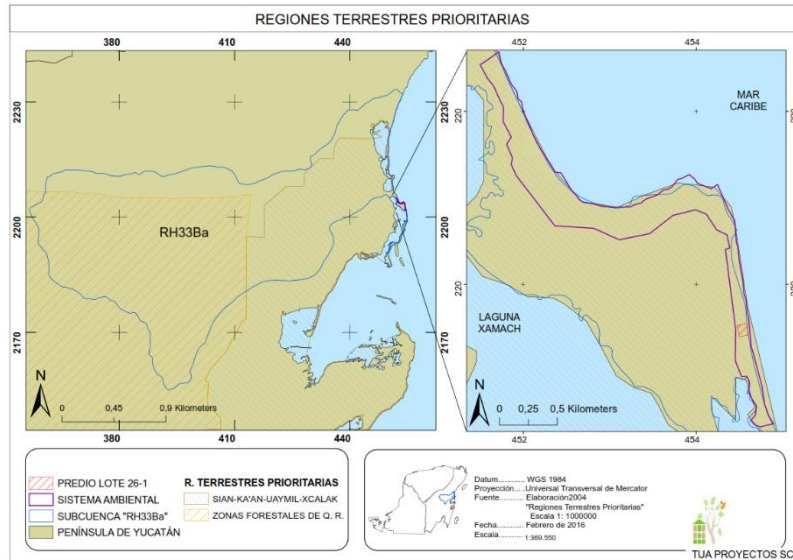 REGIONES TERRESTRES PRIORITARIAS
380
410
440
452
454
2230
2200
2170
220
220
MAR
CARIBE
RH33Ba
LAGUNA
XAMACH
N
0 0,45 0,9 Kilometers
N
0 0,25 0,5 Kilometers
380
410
440
452
454
2230
2200
2170
PREDIO LOTE 26-1
SISTEMA AMBIENTAL
SUBCUENCA "RH33Ba"
PENÍNSULA DE YUCATÁN
R. TERRESTRES PRIORITARIAS
SIAN-KA'AN-UAYMIL-XCALAK
ZONAS FORESTALES DE Q. R.
Datum...... WGS 1984
Proyección......Universal Transversal de Mercator
Fuente........ Elaboración2004
"Regiones Terrestres Prioritarias"
Escala 1: 1000000
Fecha......... Febrero de 2016
Escala........ 1:369.550
TUA PROYECTOS SC